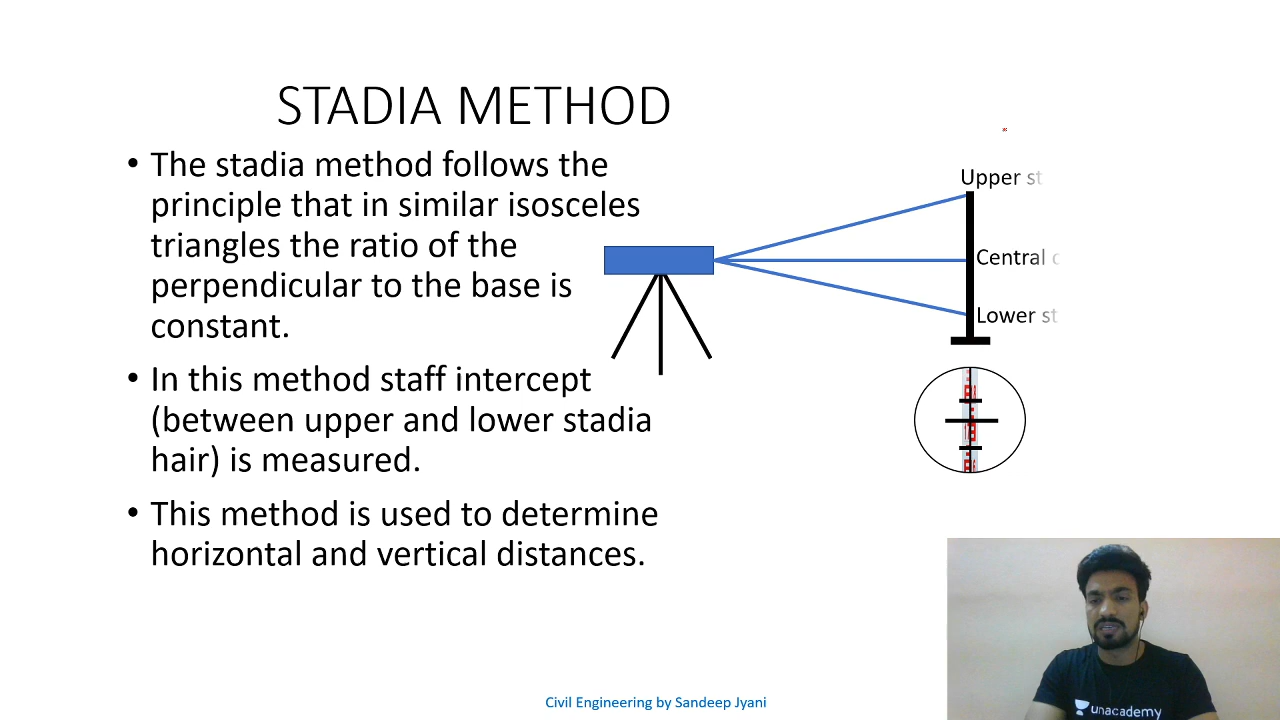 STADIA METHOD
• The stadia method follows the
principle that in similar isosceles
triangles the ratio of the
perpendicular to the base is
constant.
• In this method staff intercept
(between upper and lower stadia
hair) is measured.
• This method is used to determine
horizontal and vertical distances.
Upper st
Central
Lower st
unacademy
Civil Engineering by Sandeep Jyani